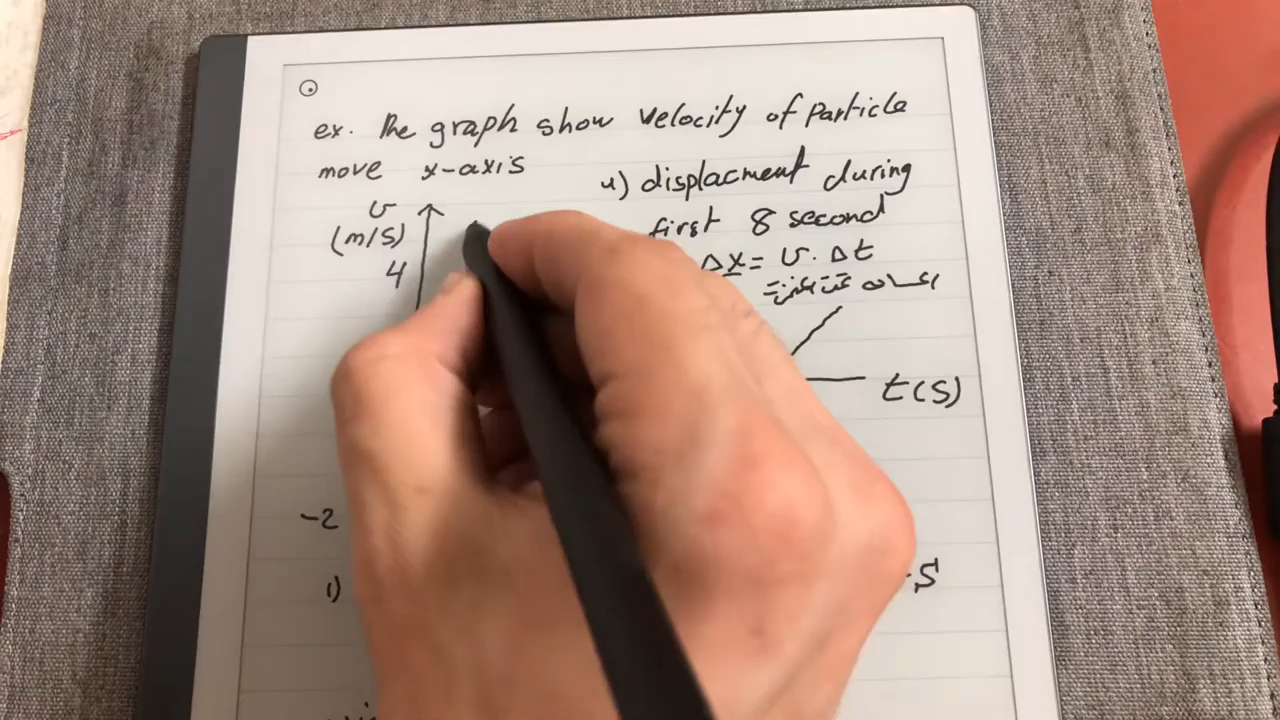 ex. The graph show velocity of Particle
move x-axis
u) displacment during
first 8 second
Δx = v . Δt
v
(m/s)
4
t(s)
-2
1)
.S